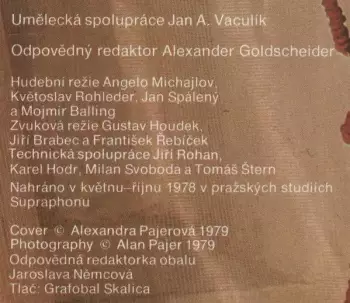 Umělecká spolupráce Jan A. Vaculík
Odpovědný redaktor Alexander Goldscheider
Hudební režie Angelo Michajlov,
Květoslav Rohleder, Jan Spálený
a Mojmír Balling
Zvuková režie Gustav Houdek,
Jiří Brabec a František Řebíček
Technická spolupráce Jiří Rohan,
Karel Hodr, Milan Svoboda a Tomáš Štern
Nahráno v květnu–říjnu 1978 v pražských studiích
Supraphonu
Cover © Alexandra Pajerová 1979
Photography © Alan Pajer 1979
Odpovědná redaktorka obalu
Jaroslava Němcová
Tlač: Grafobal Skalica